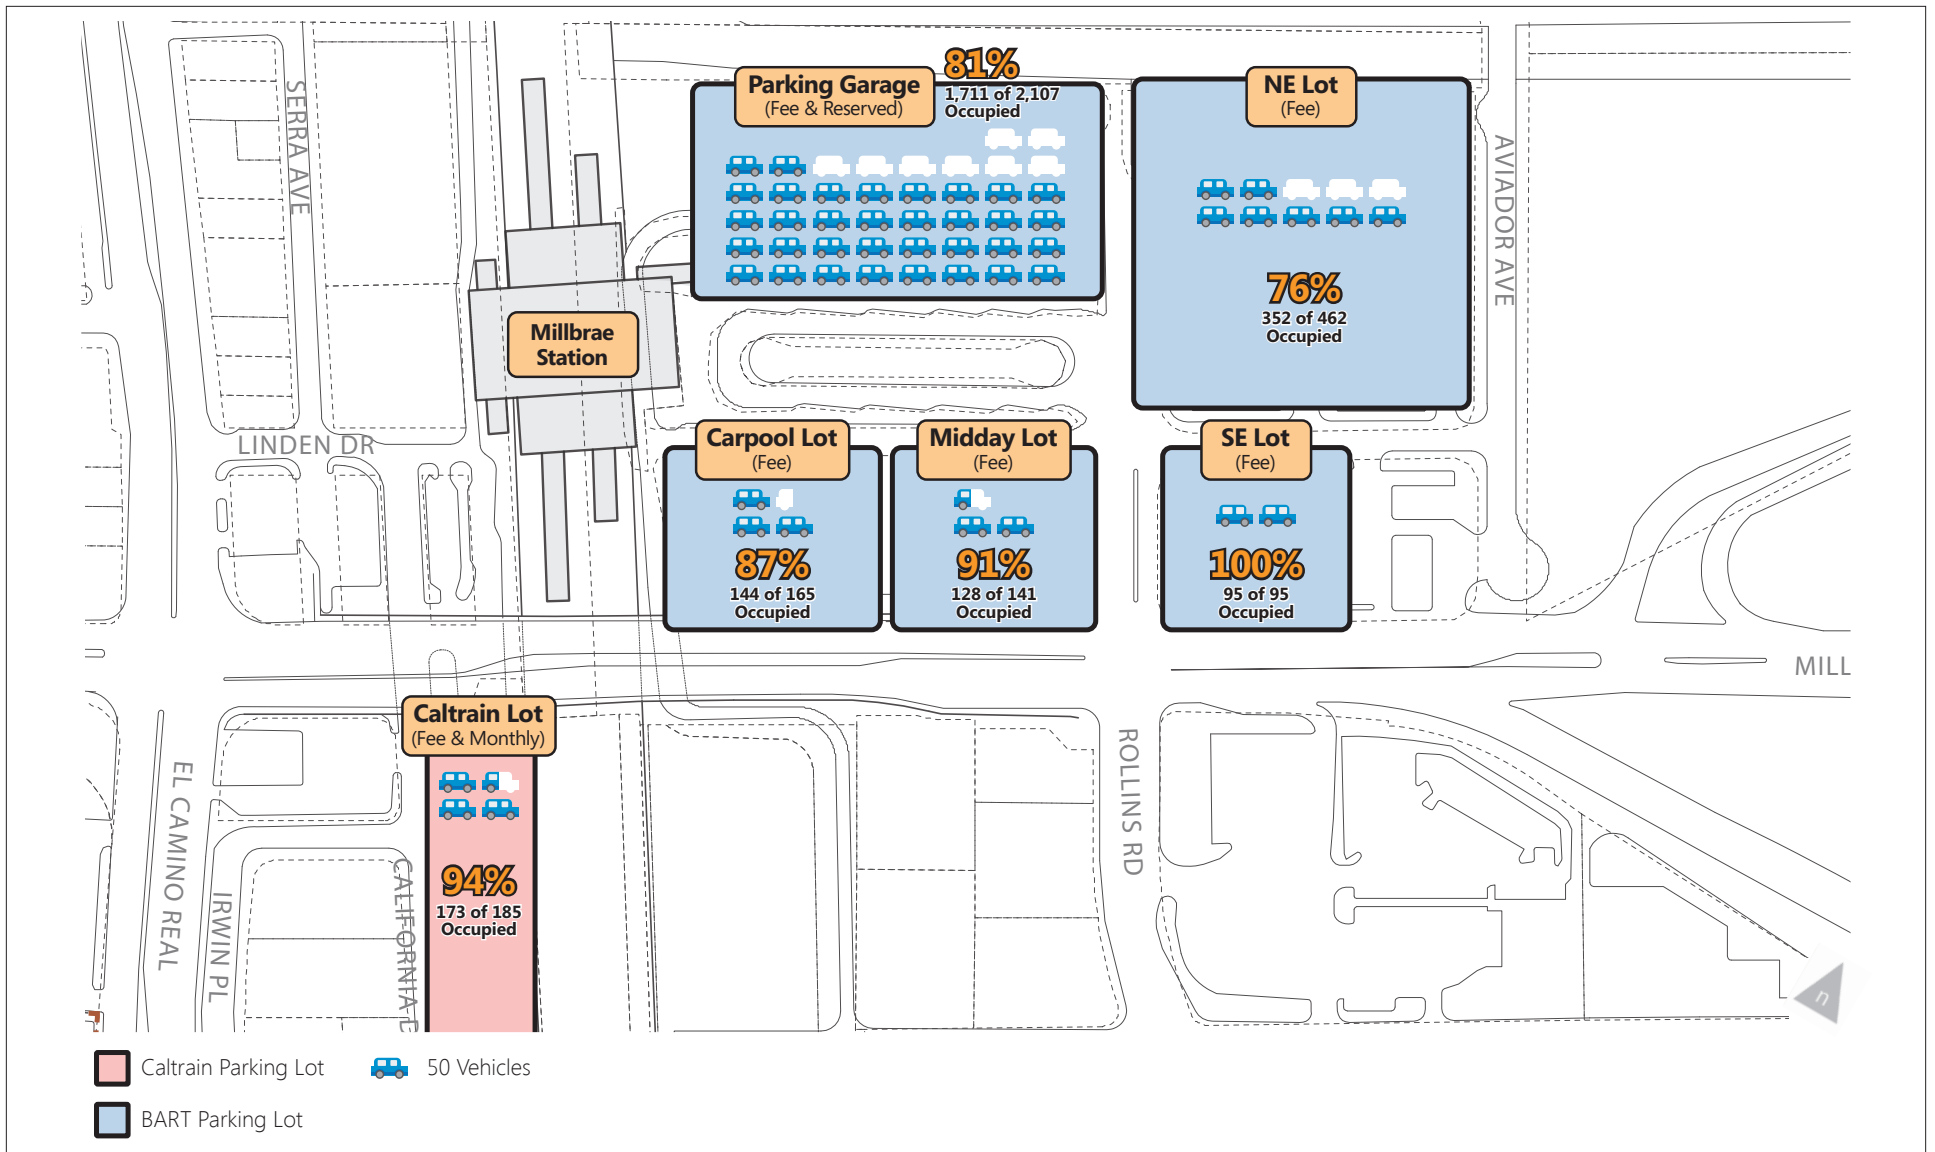 81%
Parking Garage
(Fee & Reserved)
1,711 of 2,107
Occupied
NE Lot
(Fee)
SERRA AVE
AVIADOR AVE
76%
352 of 462
Occupied
Millbrae
Station
LINDEN DR
Carpool Lot
(Fee)
87%
144 of 165
Occupied
Midday Lot
(Fee)
91%
128 of 141
Occupied
SE Lot
(Fee)
100%
95 of 95
Occupied
MILL
Caltrain Lot
(Fee & Monthly)
94%
173 of 185
Occupied
EL CAMINO REAL
IRWIN PL
CALIFORNIA D
ROLLINS RD
n
Caltrain Parking Lot
50 Vehicles
BART Parking Lot